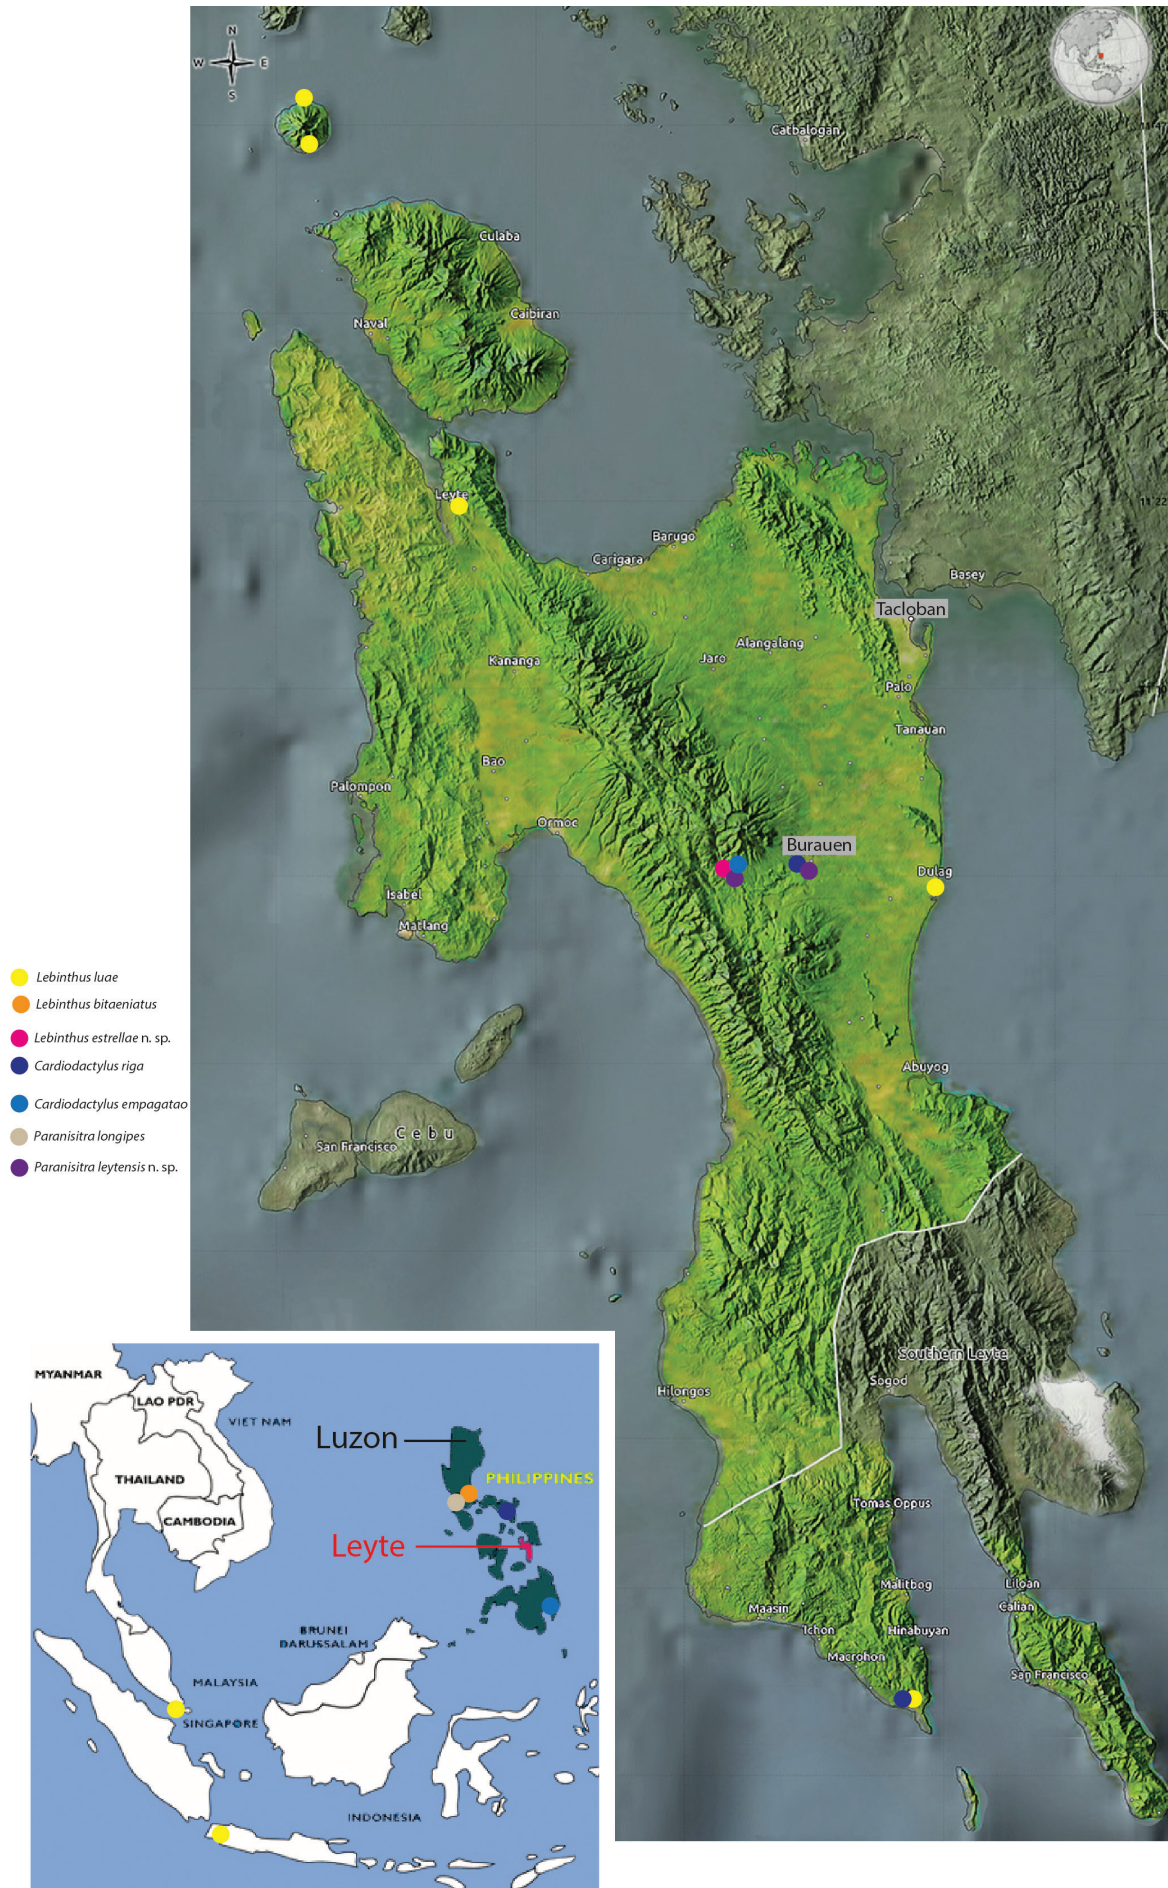 N
W E
S
Catbalogan
Culaba
Caibiran
Naval
Leyte
Barugo
Carigara
Basey
Tacloban
Alangalang
Jaro
Kananga
Palo
Tanauan
Bao
Palompon
Ormoc
Burauen
Dulag
Isabel
Matlang
Lebinthus luae
Lebinthus bitaeniatus
Lebinthus estrellae n. sp.
Cardiodactylus riga
Cardiodactylus empagatao
Paranisitra longipes
Paranisitra leytensis n. sp.
Abuyog
Cebu
San Francisco
Southern Leyte
Sogod
Hilongos
Tomas Oppus
Malitbog
Liloan
Calian
Maasin
Ichon
Hinabuyan
Macrohon
San Francisco
MYANMAR
LAO PDR
VIET NAM
Luzon
PHILIPPINES
THAILAND
CAMBODIA
Leyte
BRUNEI
DARUSSALAM
MALAYSIA
SINGAPORE
INDONESIA